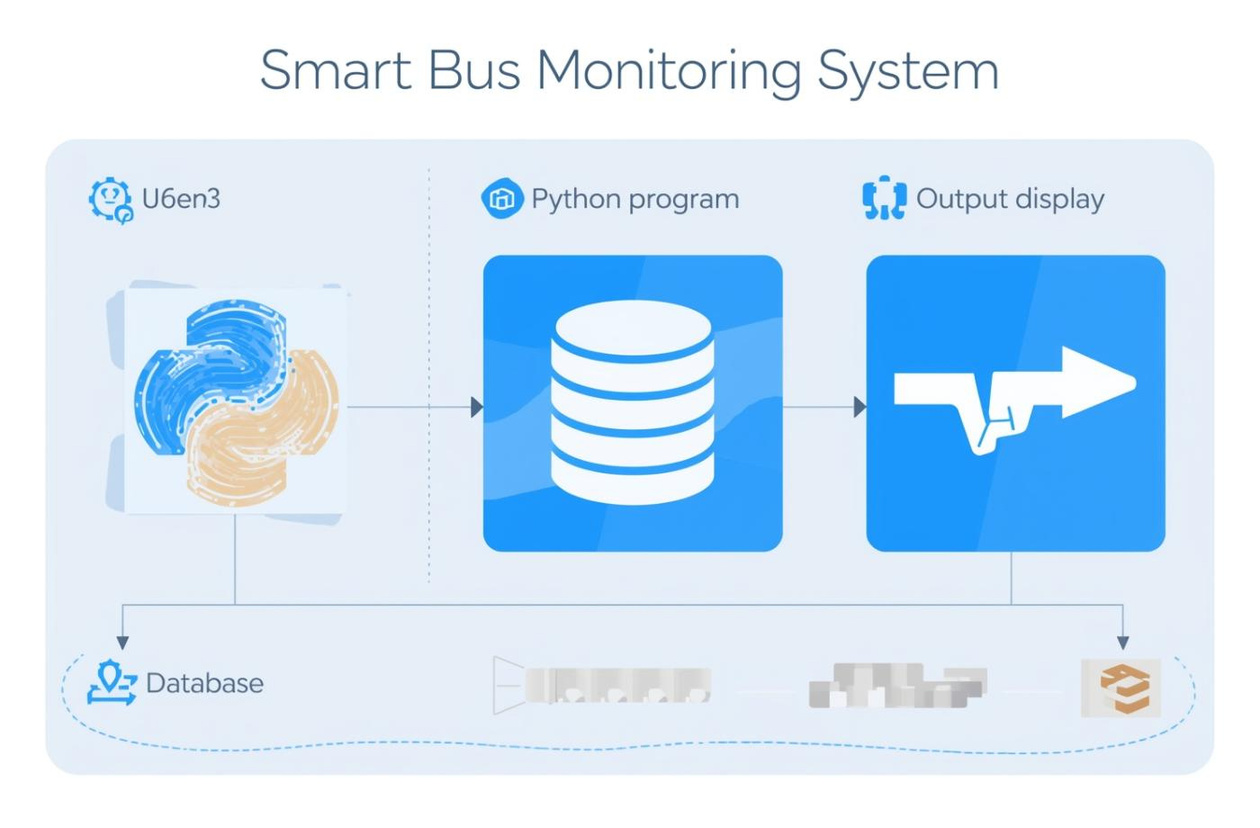 Smart Bus Monitoring System
U6en3
Python program
Output display
Database